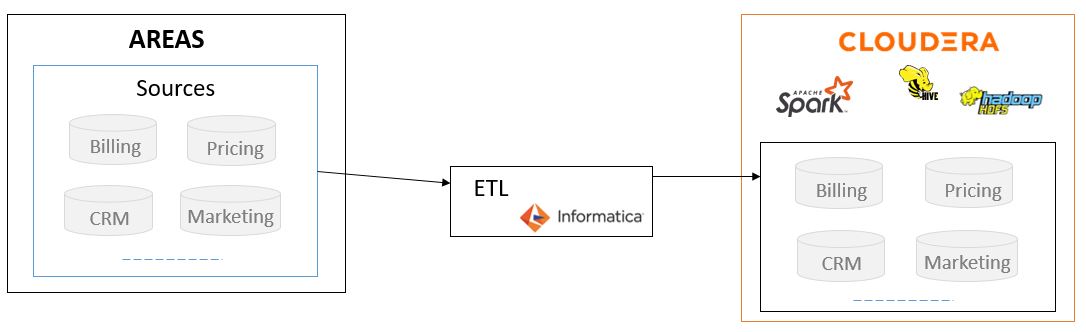 AREAS
Sources
Billing
Pricing
CRM
Marketing
ETL
Informatica
CLOUDERA
APACHE
Spark
HIVE
hadoop
HDFS
Billing
Pricing
CRM
Marketing